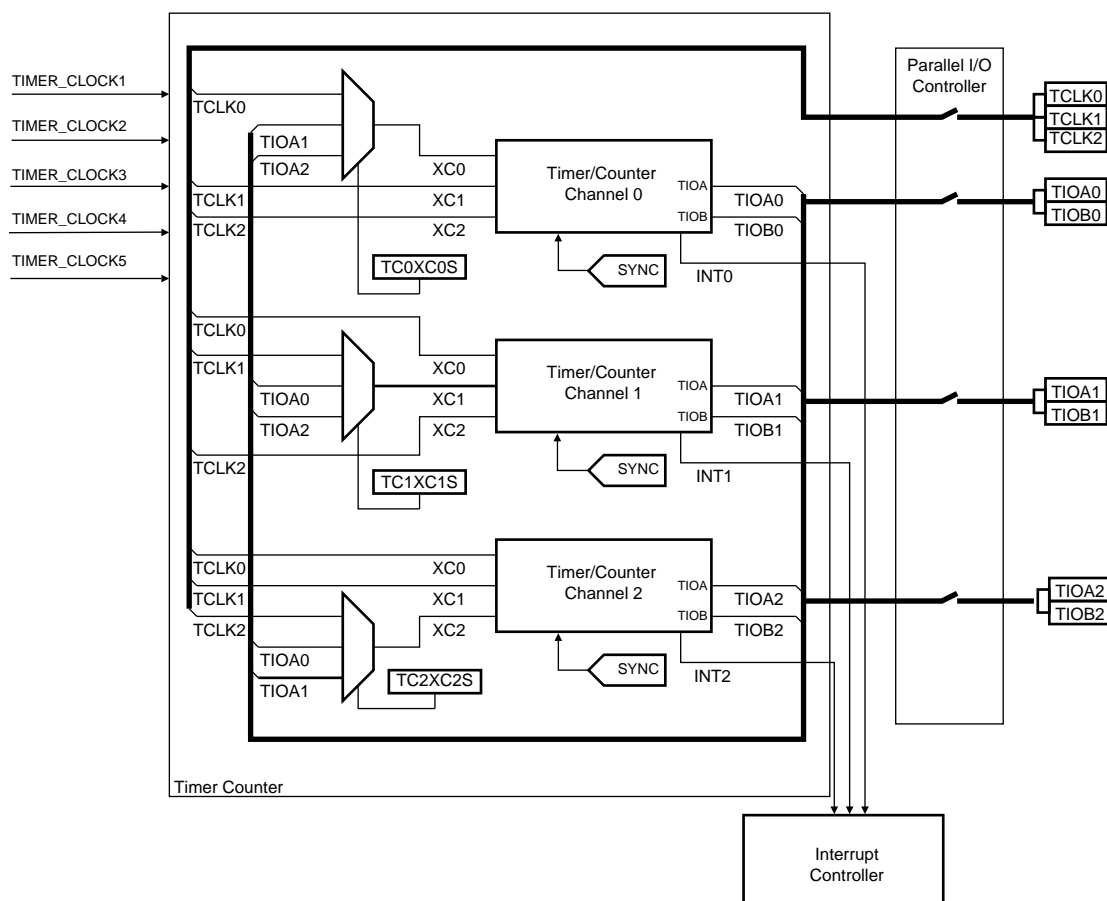 TIMER_CLOCK1
TIMER_CLOCK2
TIMER_CLOCK3
TIMER_CLOCK4
TIMER_CLOCK5
TCLK0
TIOA1
TIOA2
TCLK1
TCLK2
XC0
XC1
XC2
TC0XC0S
Timer/Counter
Channel 0
TIOA
TIOB
TIOA0
TIOB0
SYNC
INT0
TCLK0
TCLK1
TIOA0
TIOA2
TCLK2
XC0
XC1
XC2
TC1XC1S
Timer/Counter
Channel 1
TIOA
TIOB
TIOA1
TIOB1
SYNC
INT1
TCLK0
TCLK1
TCLK2
TIOA0
TIOA1
XC0
XC1
XC2
TC2XC2S
Timer/Counter
Channel 2
TIOA
TIOB
TIOA2
TIOB2
SYNC
INT2
Timer Counter
Parallel I/O
Controller
TCLK0
TCLK1
TCLK2
TIOA0
TIOB0
TIOA1
TIOB1
TIOA2
TIOB2
Interrupt
Controller